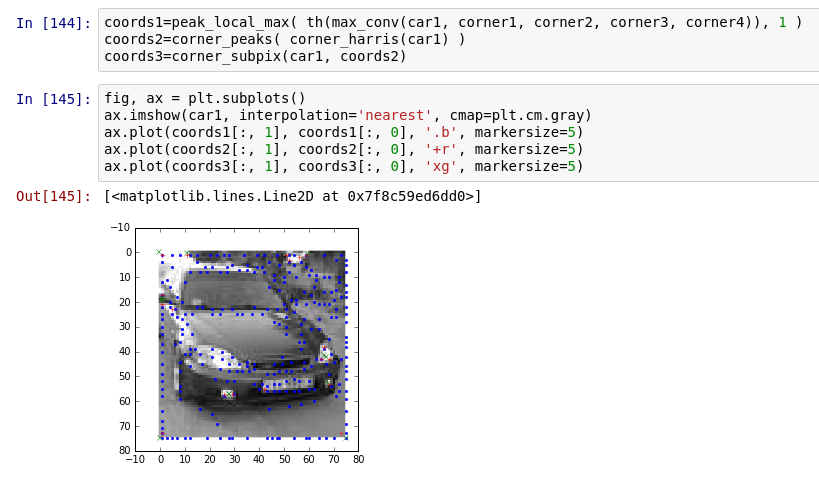 In [144]: coords1=peak_local_max( th(max_conv(car1, corner1, corner2, corner3, corner4)), 1 )
coords2=corner_peaks( corner_harris(car1) )
coords3=corner_subpix(car1, coords2)
In [145]: fig, ax = plt.subplots()
ax.imshow(car1, interpolation='nearest', cmap=plt.cm.gray)
ax.plot(coords1[:, 1], coords1[:, 0], '.b', markersize=5)
ax.plot(coords2[:, 1], coords2[:, 0], '+r', markersize=5)
ax.plot(coords3[:, 1], coords3[:, 0], 'xg', markersize=5)
Out[145]: [<matplotlib.lines.Line2D at 0x7f8c59ed6dd0>]
−10
0
10
20
30
40
50
60
70
80
−10 0 10 20 30 40 50 60 70 80